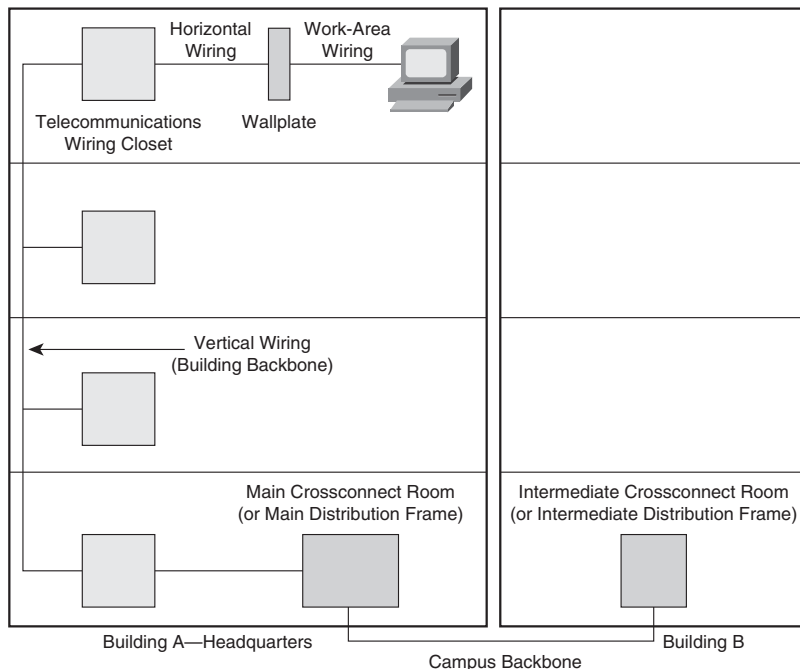 Horizontal
Wiring
Work-Area
Wiring
Telecommunications
Wiring Closet
Wallplate
Vertical Wiring
(Building Backbone)
Main Crossconnect Room
(or Main Distribution Frame)
Intermediate Crossconnect Room
(or Intermediate Distribution Frame)
Building A—Headquarters
Building B
Campus Backbone